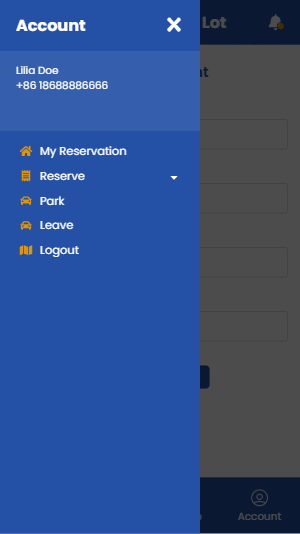 Account
Lot
Lilia Doe
+86 18688886666
My Reservation
Reserve
Park
Leave
Logout
Account